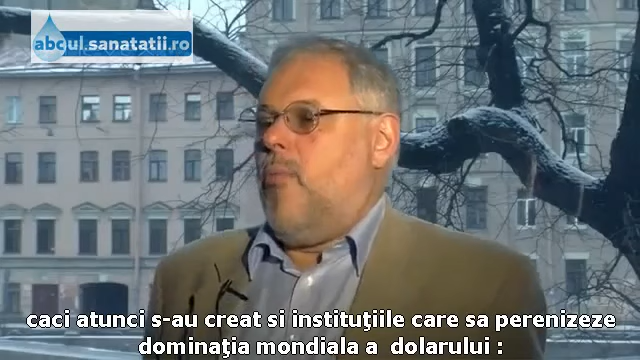 abcul.sanatatii.ro
caci atunci s-au creat si instituţiile care sa perenizeze
dominaţia mondiala a dolarului :